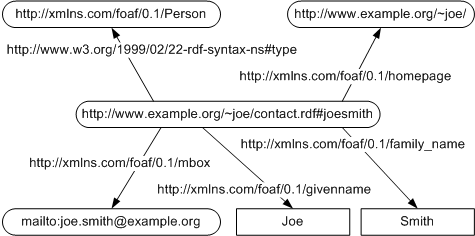 http://xmlns.com/foaf/0.1/Person
http://www.example.org/~joe/
http://www.w3.org/1999/02/22-rdf-syntax-ns#type
http://xmlns.com/foaf/0.1/homepage
http://www.example.org/~joe/contact.rdf#joesmith
http://xmlns.com/foaf/0.1/family_name
http://xmlns.com/foaf/0.1/mbox
http://xmlns.com/foaf/0.1/givenname
mailto:joe.smith@example.org
Joe
Smith